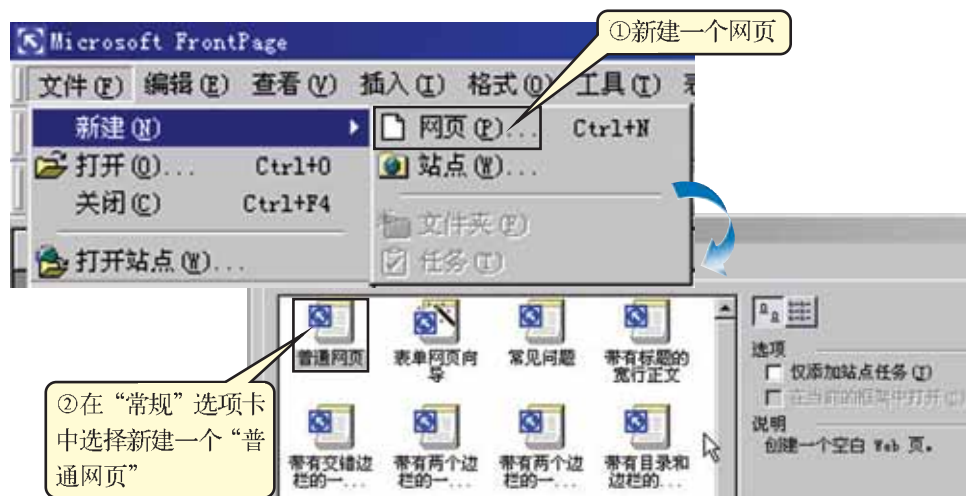 Microsoft FrontPage
①新建一个网页
文件(F) 编辑(E) 查看(V) 插入(I) 格式(O) 工具(T)
新建(N)
网页(P)... Ctrl+N
打开(O)... Ctrl+O
站点(W)...
关闭(C) Ctrl+F4
文件夹(F)
打开站点(W)...
任务(T)
普通网页
表单网页向导
常见问题
带有标题的
宽行正文
选项
仅添加站点任务(J)
在当前的框架中打开(C)
说明
创建一个空白 Web 页。
②在“常规”选项卡
中选择新建一个“普
通网页”
带有交错边
栏的一...
带有两个边
栏的一...
带有两个边
栏的一...
带有目录和
边栏的...